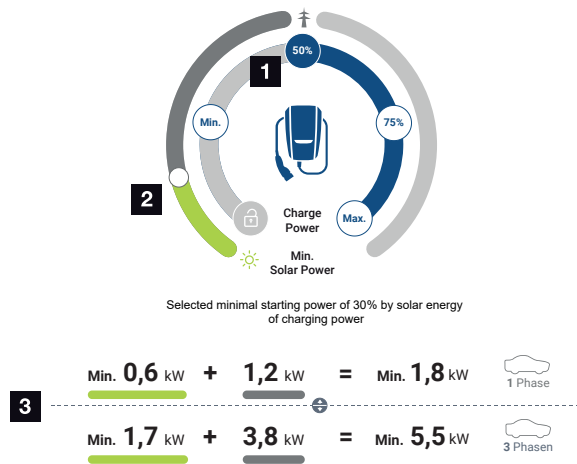 50%
1
Min.
75%
2
Charge
Power
Max.
Min.
Solar Power
Selected minimal starting power of 30% by solar energy
of charging power
Min. 0,6 kW + 1,2 kW = Min. 1,8 kW
1 Phase
3
Min. 1,7 kW + 3,8 kW = Min. 5,5 kW
3 Phasen